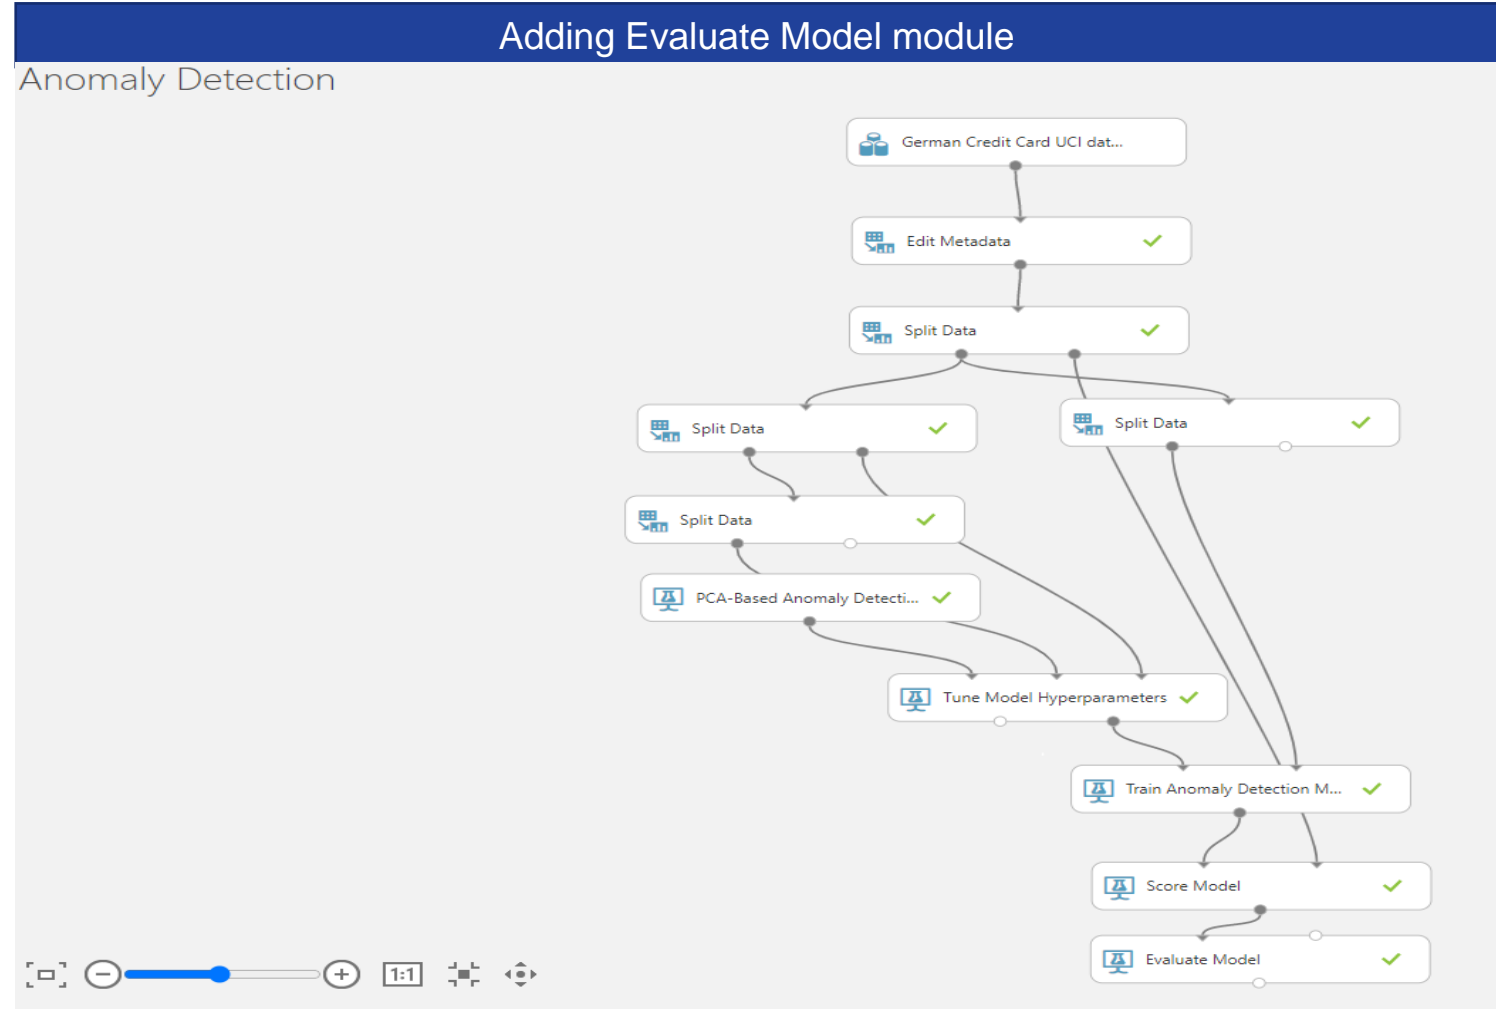 Adding Evaluate Model module
Anomaly Detection
German Credit Card UCI dat...
Edit Metadata
Split Data
Split Data
Split Data
Split Data
PCA-Based Anomaly Detecti...
Tune Model Hyperparameters
Train Anomaly Detection M...
Score Model
Evaluate Model
1:1